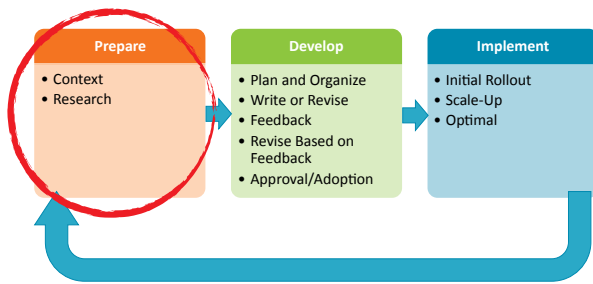 Prepare
• Context
• Research
Develop
• Plan and Organize
• Write or Revise
• Feedback
• Revise Based on
Feedback
• Approval/Adoption
Implement
• Initial Rollout
• Scale-Up
• Optimal